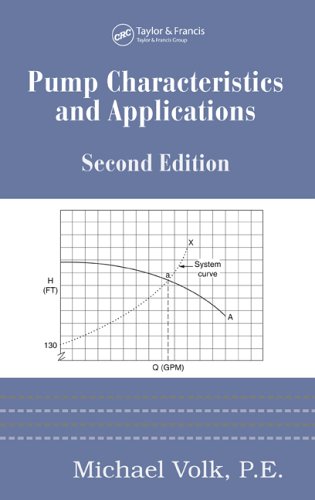 CRC
Taylor & Francis
Taylor & Francis Group
Pump Characteristics
and Applications
Second Edition
X
System
curve
H
(FT)
a
A
130
Q (GPM)
Michael Volk, P.E.